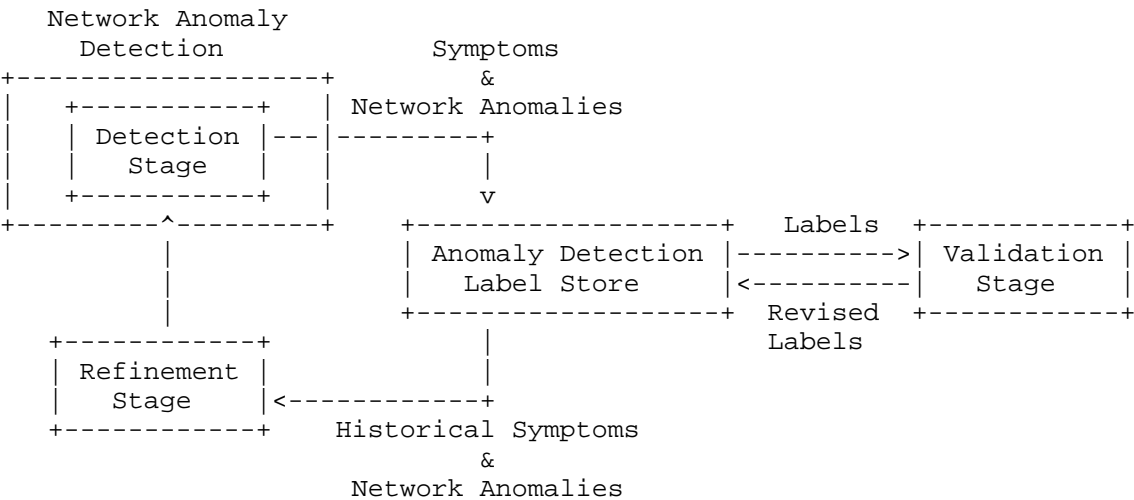 Network Anomaly
Detection
Symptoms
&
Network Anomalies
Detection
Stage
Anomaly Detection
Label Store
Labels
Revised
Labels
Validation
Stage
Refinement
Stage
Historical Symptoms
&
Network Anomalies